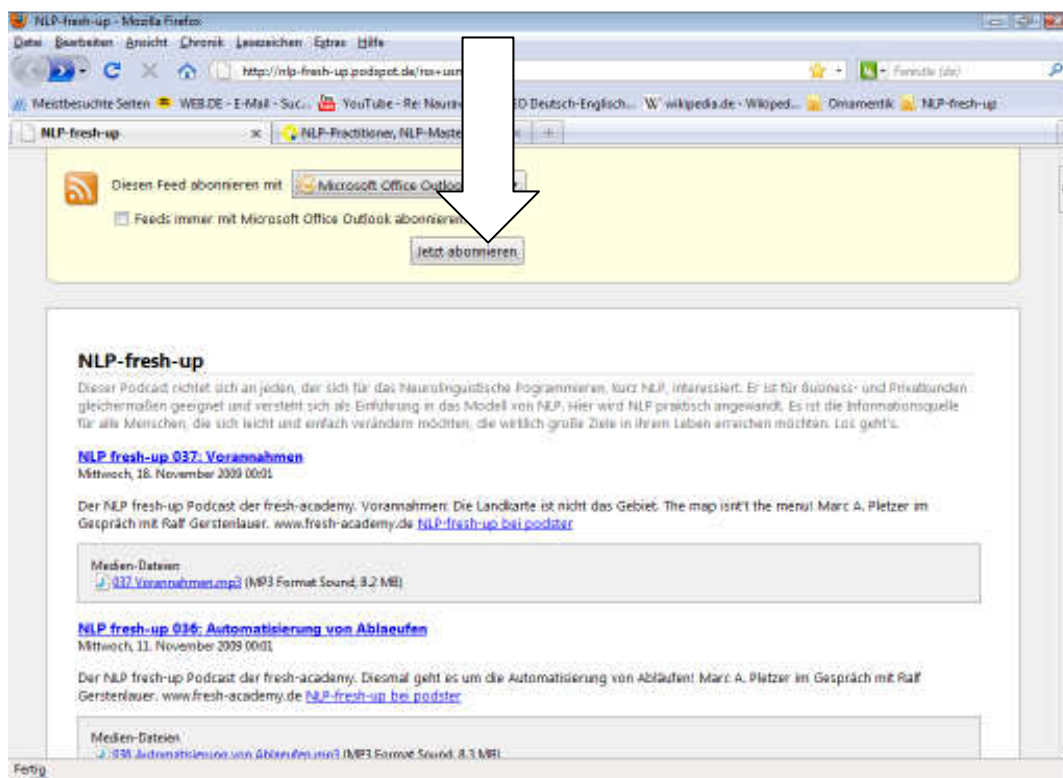 NLP-fresh-up - Mozilla Firefox
Datei Bearbeiten Ansicht Chronik Lesezeichen Extras Hilfe
http://nlp-fresh-up.podspot.de/rss
Meistbesuchte Seiten WEB.DE - E-Mail - Suc... YouTube - Re: Deutsch-Englisch... W wikipedia.de - Wikiped... Ornamentik NLP-fresh-up
NLP-fresh-up NLP-Practitioner, NLP-Maste
Diesen Feed abonnieren mit Microsoft Office Outlook
Feeds immer mit Microsoft Office Outlook abonnieren
Jetzt abonnieren
NLP-fresh-up
Dieser Podcast richtet sich an jeden, der sich für das Neurolinguistische Programmieren, kurz NLP, interessiert. Er ist für Business- und Privatkunden
gleichermaßen geeignet und versteht sich als Einführung in das Modell von NLP. Hier wird NLP praktisch angewandt. Es ist die Informationsquelle
für alle Menschen, die sich leicht und einfach verändern möchten, die wirklich große Ziele in ihrem Leben erreichen möchten. Los geht's.
NLP fresh-up 037: Vorannahmen
Mittwoch, 18. November 2009 00:01
Der NLP fresh-up Podcast der fresh-academy. Vorannahmen: Die Landkarte ist nicht das Gebiet. The map isn't the menu! Marc A. Pletzer im
Gespräch mit Ralf Gerstenlauer. www.fresh-academy.de NLP-fresh-up bei podster
Medien-Dateien
037 Vorannahmen.mp3 (MP3 Format Sound, 8.2 MB)
NLP fresh-up 036: Automatisierung von Ablaeufen
Mittwoch, 11. November 2009 00:01
Der NLP fresh-up Podcast der fresh-academy. Diesmal geht es um die Automatisierung von Abläufen! Marc A. Pletzer im Gespräch mit Ralf
Gerstenlauer. www.fresh-academy.de NLP-fresh-up bei podster
Medien-Dateien
036 Automatisierung von Ablaeufen.mp3 (MP3 Format Sound, 8.3 MB)
Fertig